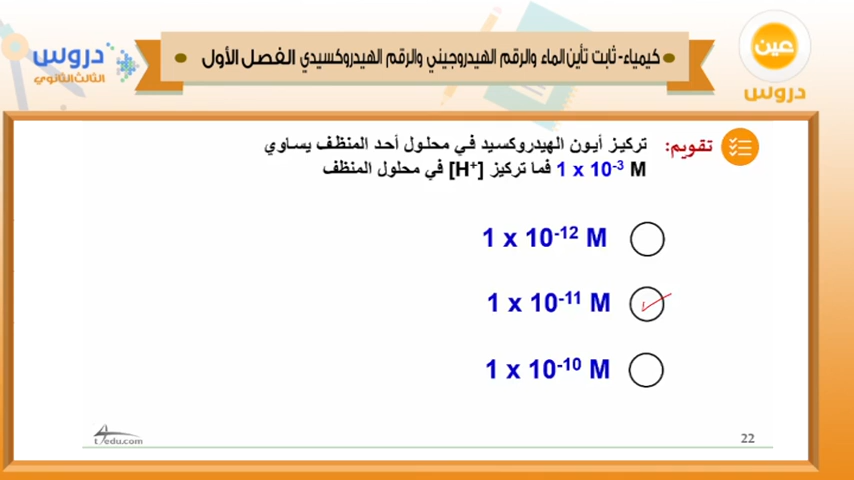 كيمياء- ثابت تأين الماء والرقم الهيدروجيني والرقم الهيدروكسيدي الفصل الأول
عين
دروس
دروس
الثالث الثانوي
تقويم:
تركيز أيون الهيدروكسيد في محلول أحد المنظف يساوي
1 x 10-3 M فما تركيز [H+] في محلول المنظف
1 x 10-12 M
1 x 10-11 M
1 x 10-10 M
t4edu.com
22